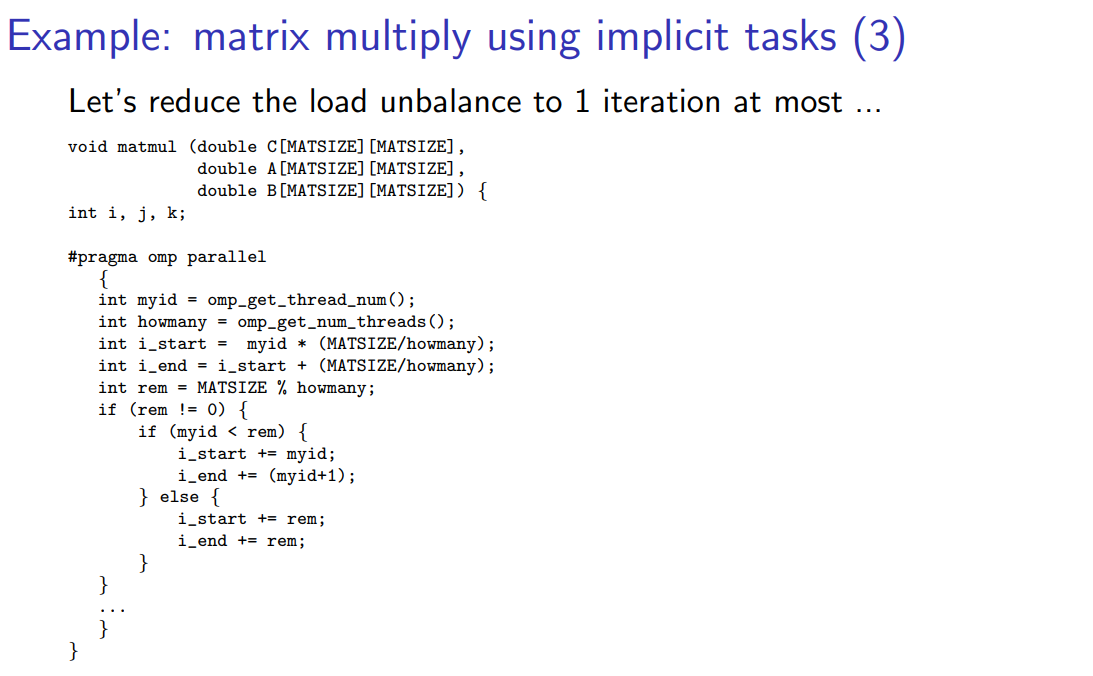 Example: matrix multiply using implicit tasks (3)
Let's reduce the load unbalance to 1 iteration at most ...
void matmul (double C[MATSIZE][MATSIZE],
             double A[MATSIZE][MATSIZE],
             double B[MATSIZE][MATSIZE]) {
int i, j, k;

#pragma omp parallel
   {
   int myid = omp_get_thread_num();
   int howmany = omp_get_num_threads();
   int i_start =  myid * (MATSIZE/howmany);
   int i_end = i_start + (MATSIZE/howmany);
   int rem = MATSIZE % howmany;
   if (rem != 0) {
       if (myid < rem) {
           i_start += myid;
           i_end += (myid+1);
       } else {
           i_start += rem;
           i_end += rem;
       }
   }
   ...
   }
}